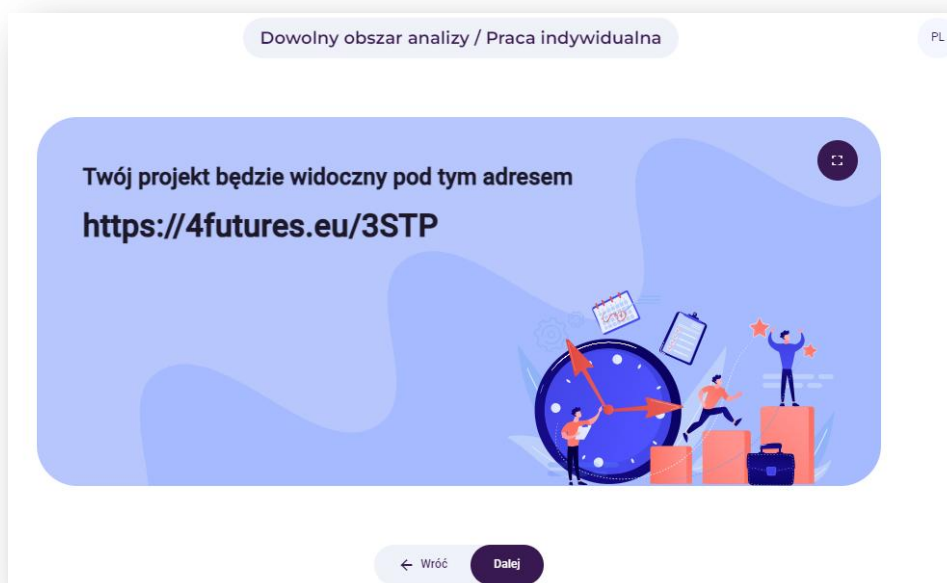 Dowolny obszar analizy / Praca indywidualna
PL
Twój projekt będzie widoczny pod tym adresem
https://4futures.eu/3STP
← Wróć
Dalej